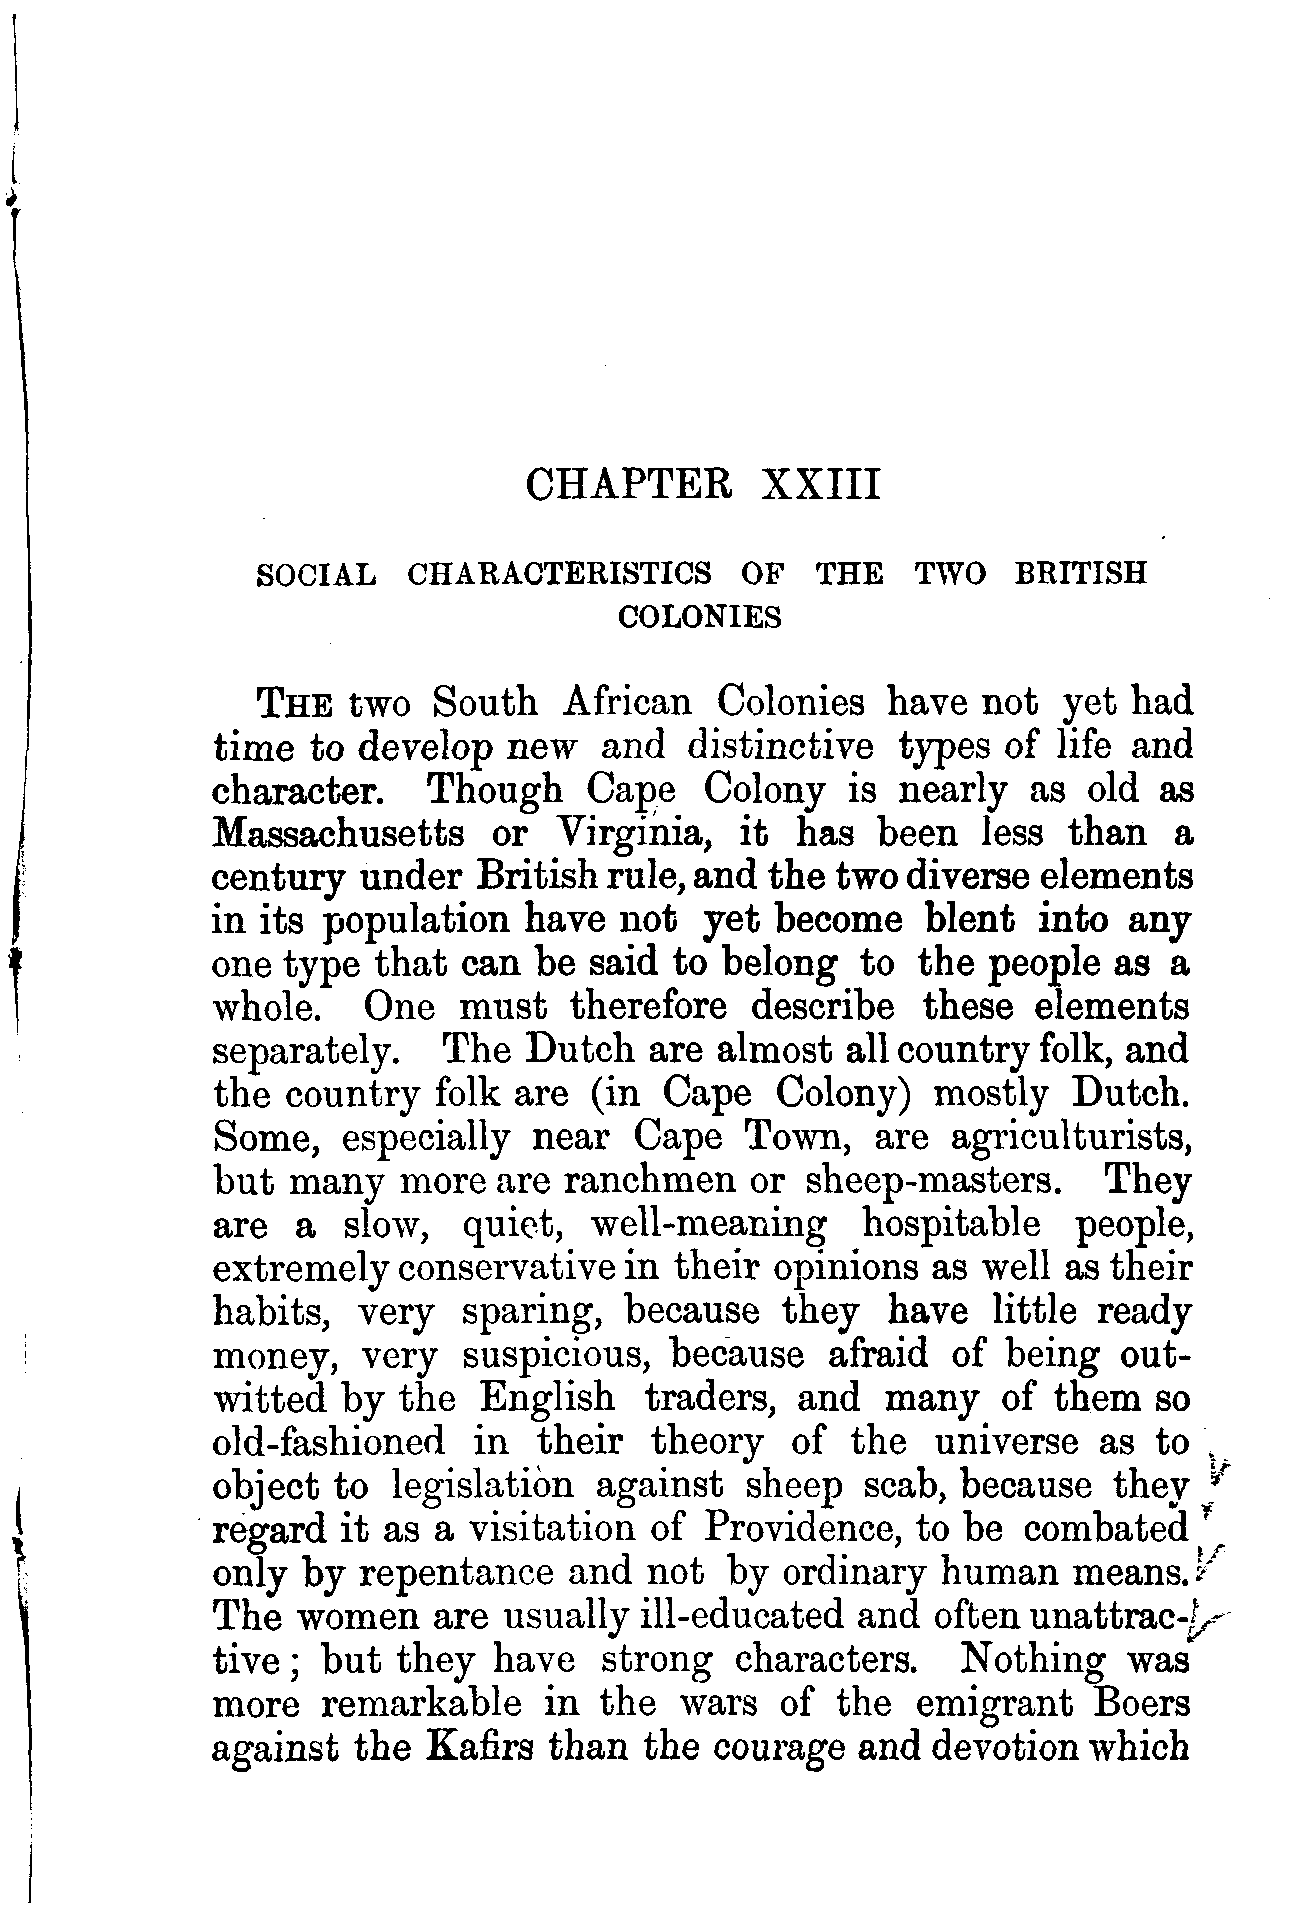 CHAPTER XXIII
SOCIAL CHARACTERISTICS OF THE TWO BRITISH
COLONIES
THE two South African Colonies have not yet had
time to develop new and distinctive types of life and
character. Though Cape Colony is nearly as old as
Massachusetts or Virginia, it has been less than a
century under British rule, and the two diverse elements
in its population have not yet become blent into any
one type that can be said to belong to the people as a
whole. One must therefore describe these elements
separately. The Dutch are almost all country folk, and
the country folk are (in Cape Colony) mostly Dutch.
Some, especially near Cape Town, are agriculturists,
but many more are ranchmen or sheep-masters. They
are a slow, quiet, well-meaning hospitable people,
extremely conservative in their opinions as well as their
habits, very sparing, because they have little ready
money, very suspicious, because afraid of being out-
witted by the English traders, and many of them so
old-fashioned in their theory of the universe as to
object to legislation against sheep scab, because they
regard it as a visitation of Providence, to be combated
only by repentance and not by ordinary human means.
The women are usually ill-educated and often unattrac-
tive; but they have strong characters. Nothing was
more remarkable in the wars of the emigrant Boers
against the Kafirs than the courage and devotion which